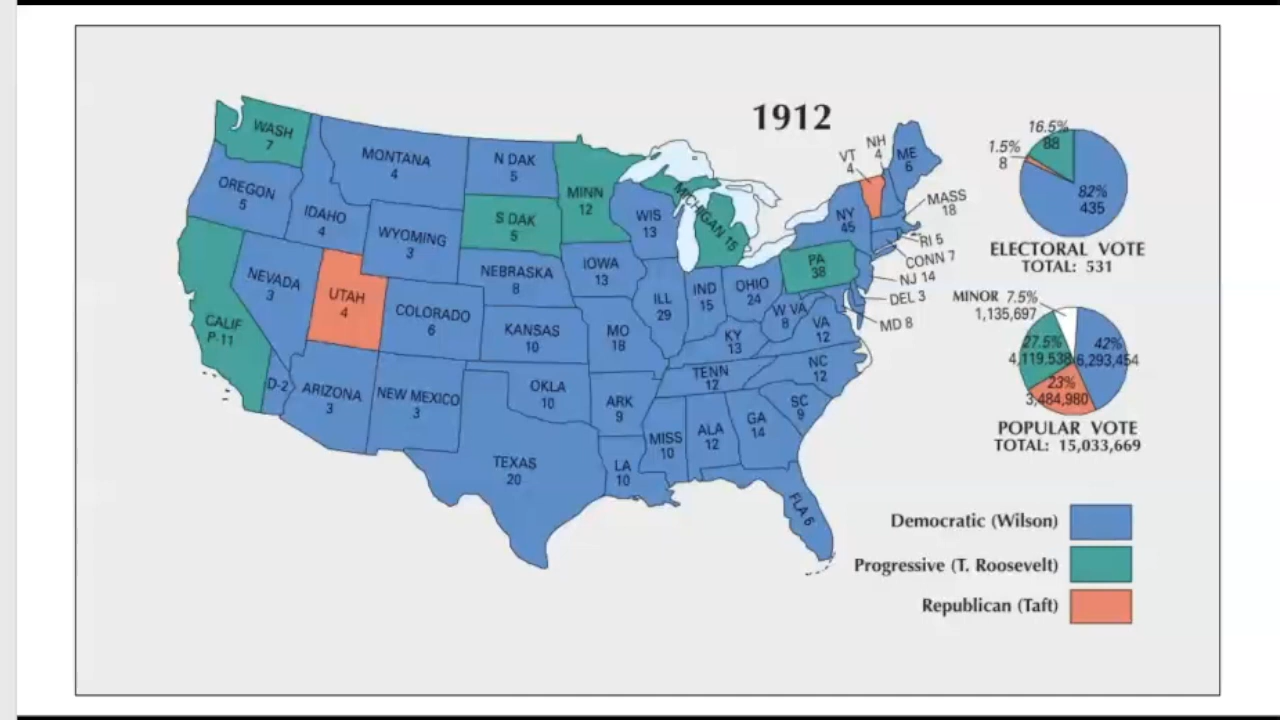 1912
WASH
7
OREGON
5
CALIF
P-11
D-2
NEVADA
3
IDAHO
4
MONTANA
4
WYOMING
3
UTAH
4
ARIZONA
3
COLORADO
6
NEW MEXICO
3
N DAK
5
S DAK
5
NEBRASKA
8
KANSAS
10
OKLA
10
TEXAS
20
MINN
12
IOWA
13
MO
18
ARK
9
LA
10
WIS
13
ILL
29
MICHIGAN 15
IND
15
OHIO
24
KY
13
TENN
12
MISS
10
ALA
12
GA
14
FLA 6
SC
9
NC
12
VA
12
W VA
8
PA
38
NY
45
VT
4
NH
4
ME
6
MASS
18
RI 5
CONN 7
NJ 14
DEL 3
MD 8
16.5%
88
1.5%
8
82%
435
ELECTORAL VOTE
TOTAL: 531
MINOR 7.5%
1,135,697
27.5%
4,119,538
42%
6,293,454
23%
3,484,980
POPULAR VOTE
TOTAL: 15,033,669
Democratic (Wilson)
Progressive (T. Roosevelt)
Republican (Taft)